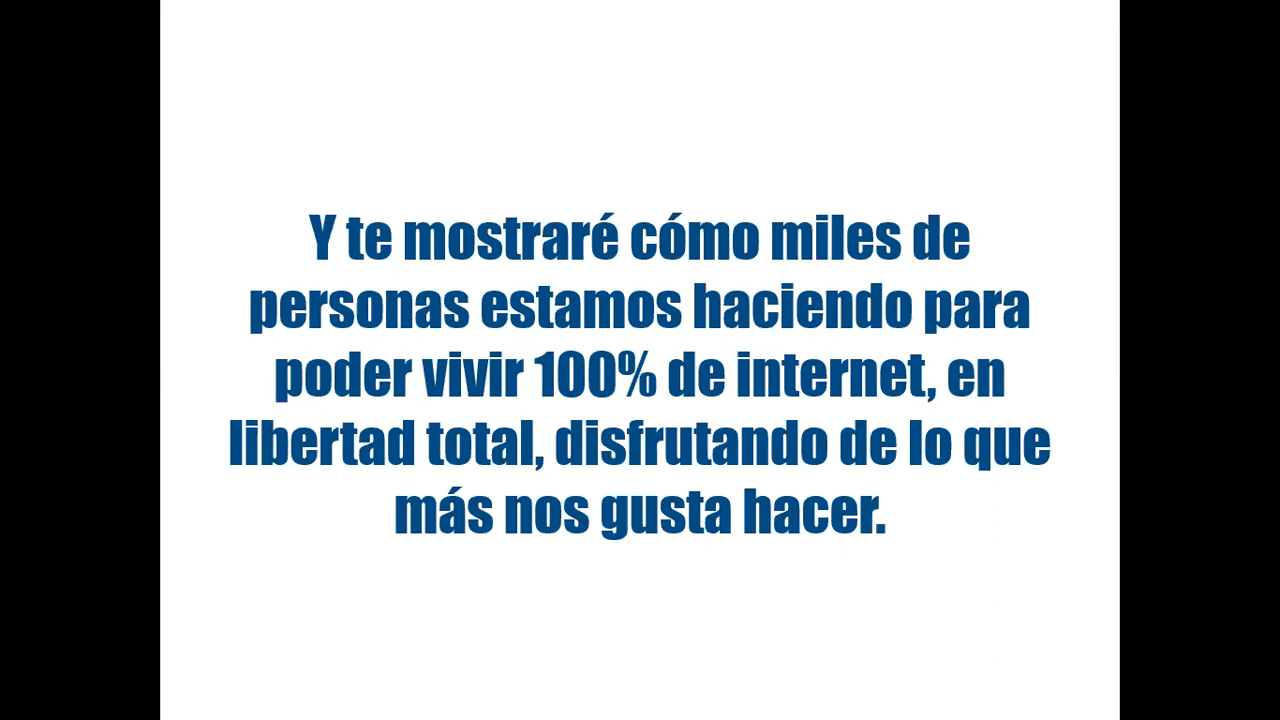 Y te mostraré cómo miles de
personas estamos haciendo para
poder vivir 100% de internet, en
libertad total, disfrutando de lo que
más nos gusta hacer.